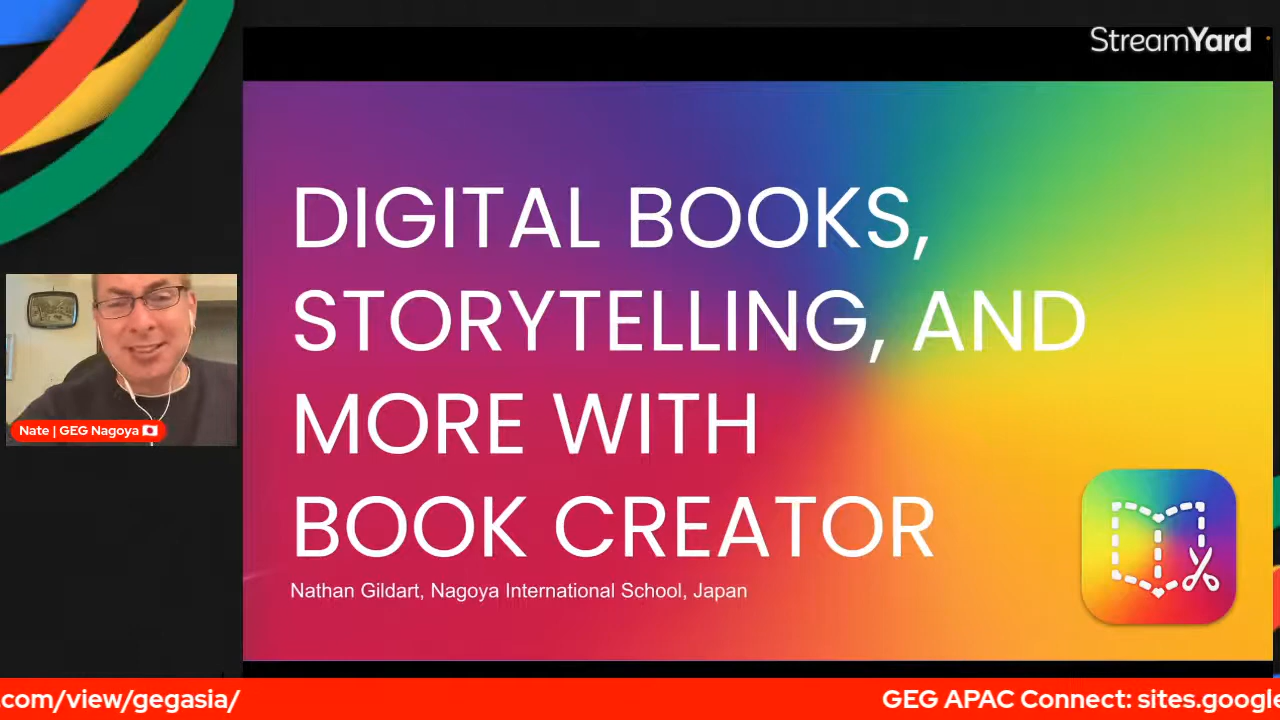 StreamYard
DIGITAL BOOKS,
STORYTELLING, AND
MORE WITH
BOOK CREATOR
Nathan Gildart, Nagoya International School, Japan
Nate | GEG Nagoya 🇯🇵
.com/view/gegasia/
GEG APAC Connect: sites.google